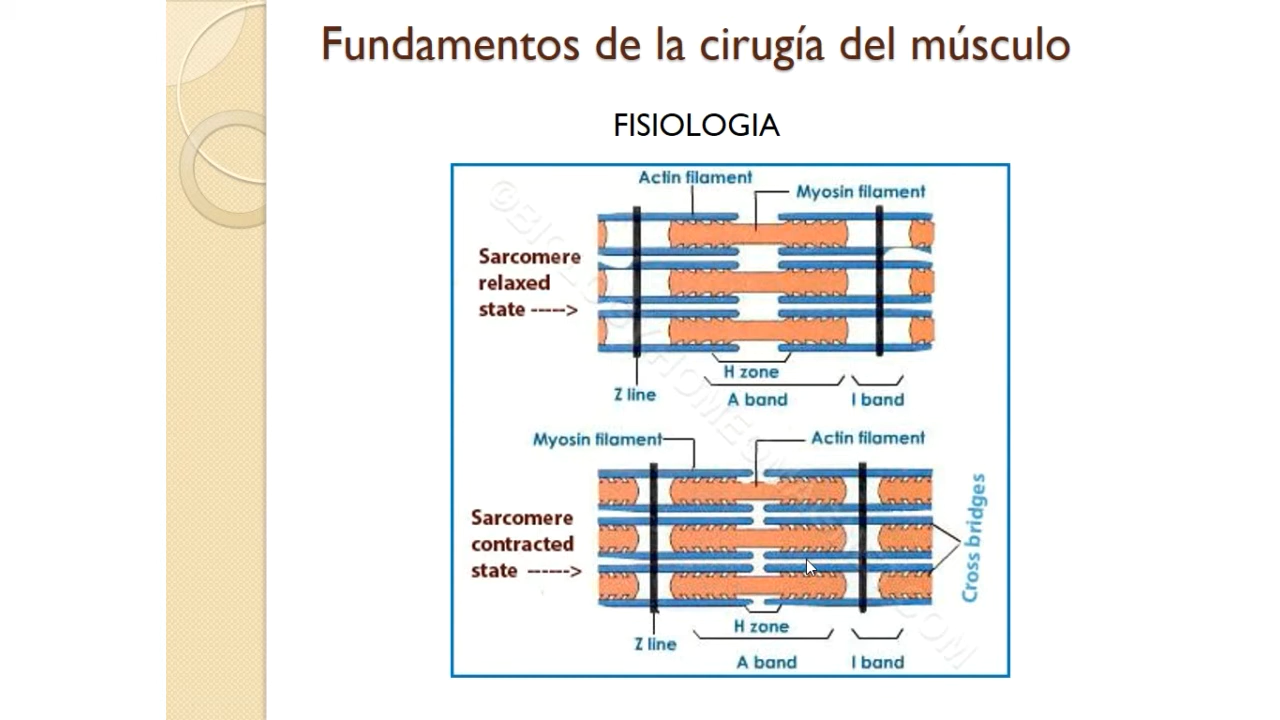 Fundamentos de la cirugía del músculo
FISIOLOGIA
Actin filament
Myosin filament
Sarcomere
relaxed
state ----->
H zone
Z line
A band
I band
Myosin filament
Actin filament
Sarcomere
contracted
state ------>
Cross bridges
H zone
Z line
A band
I band